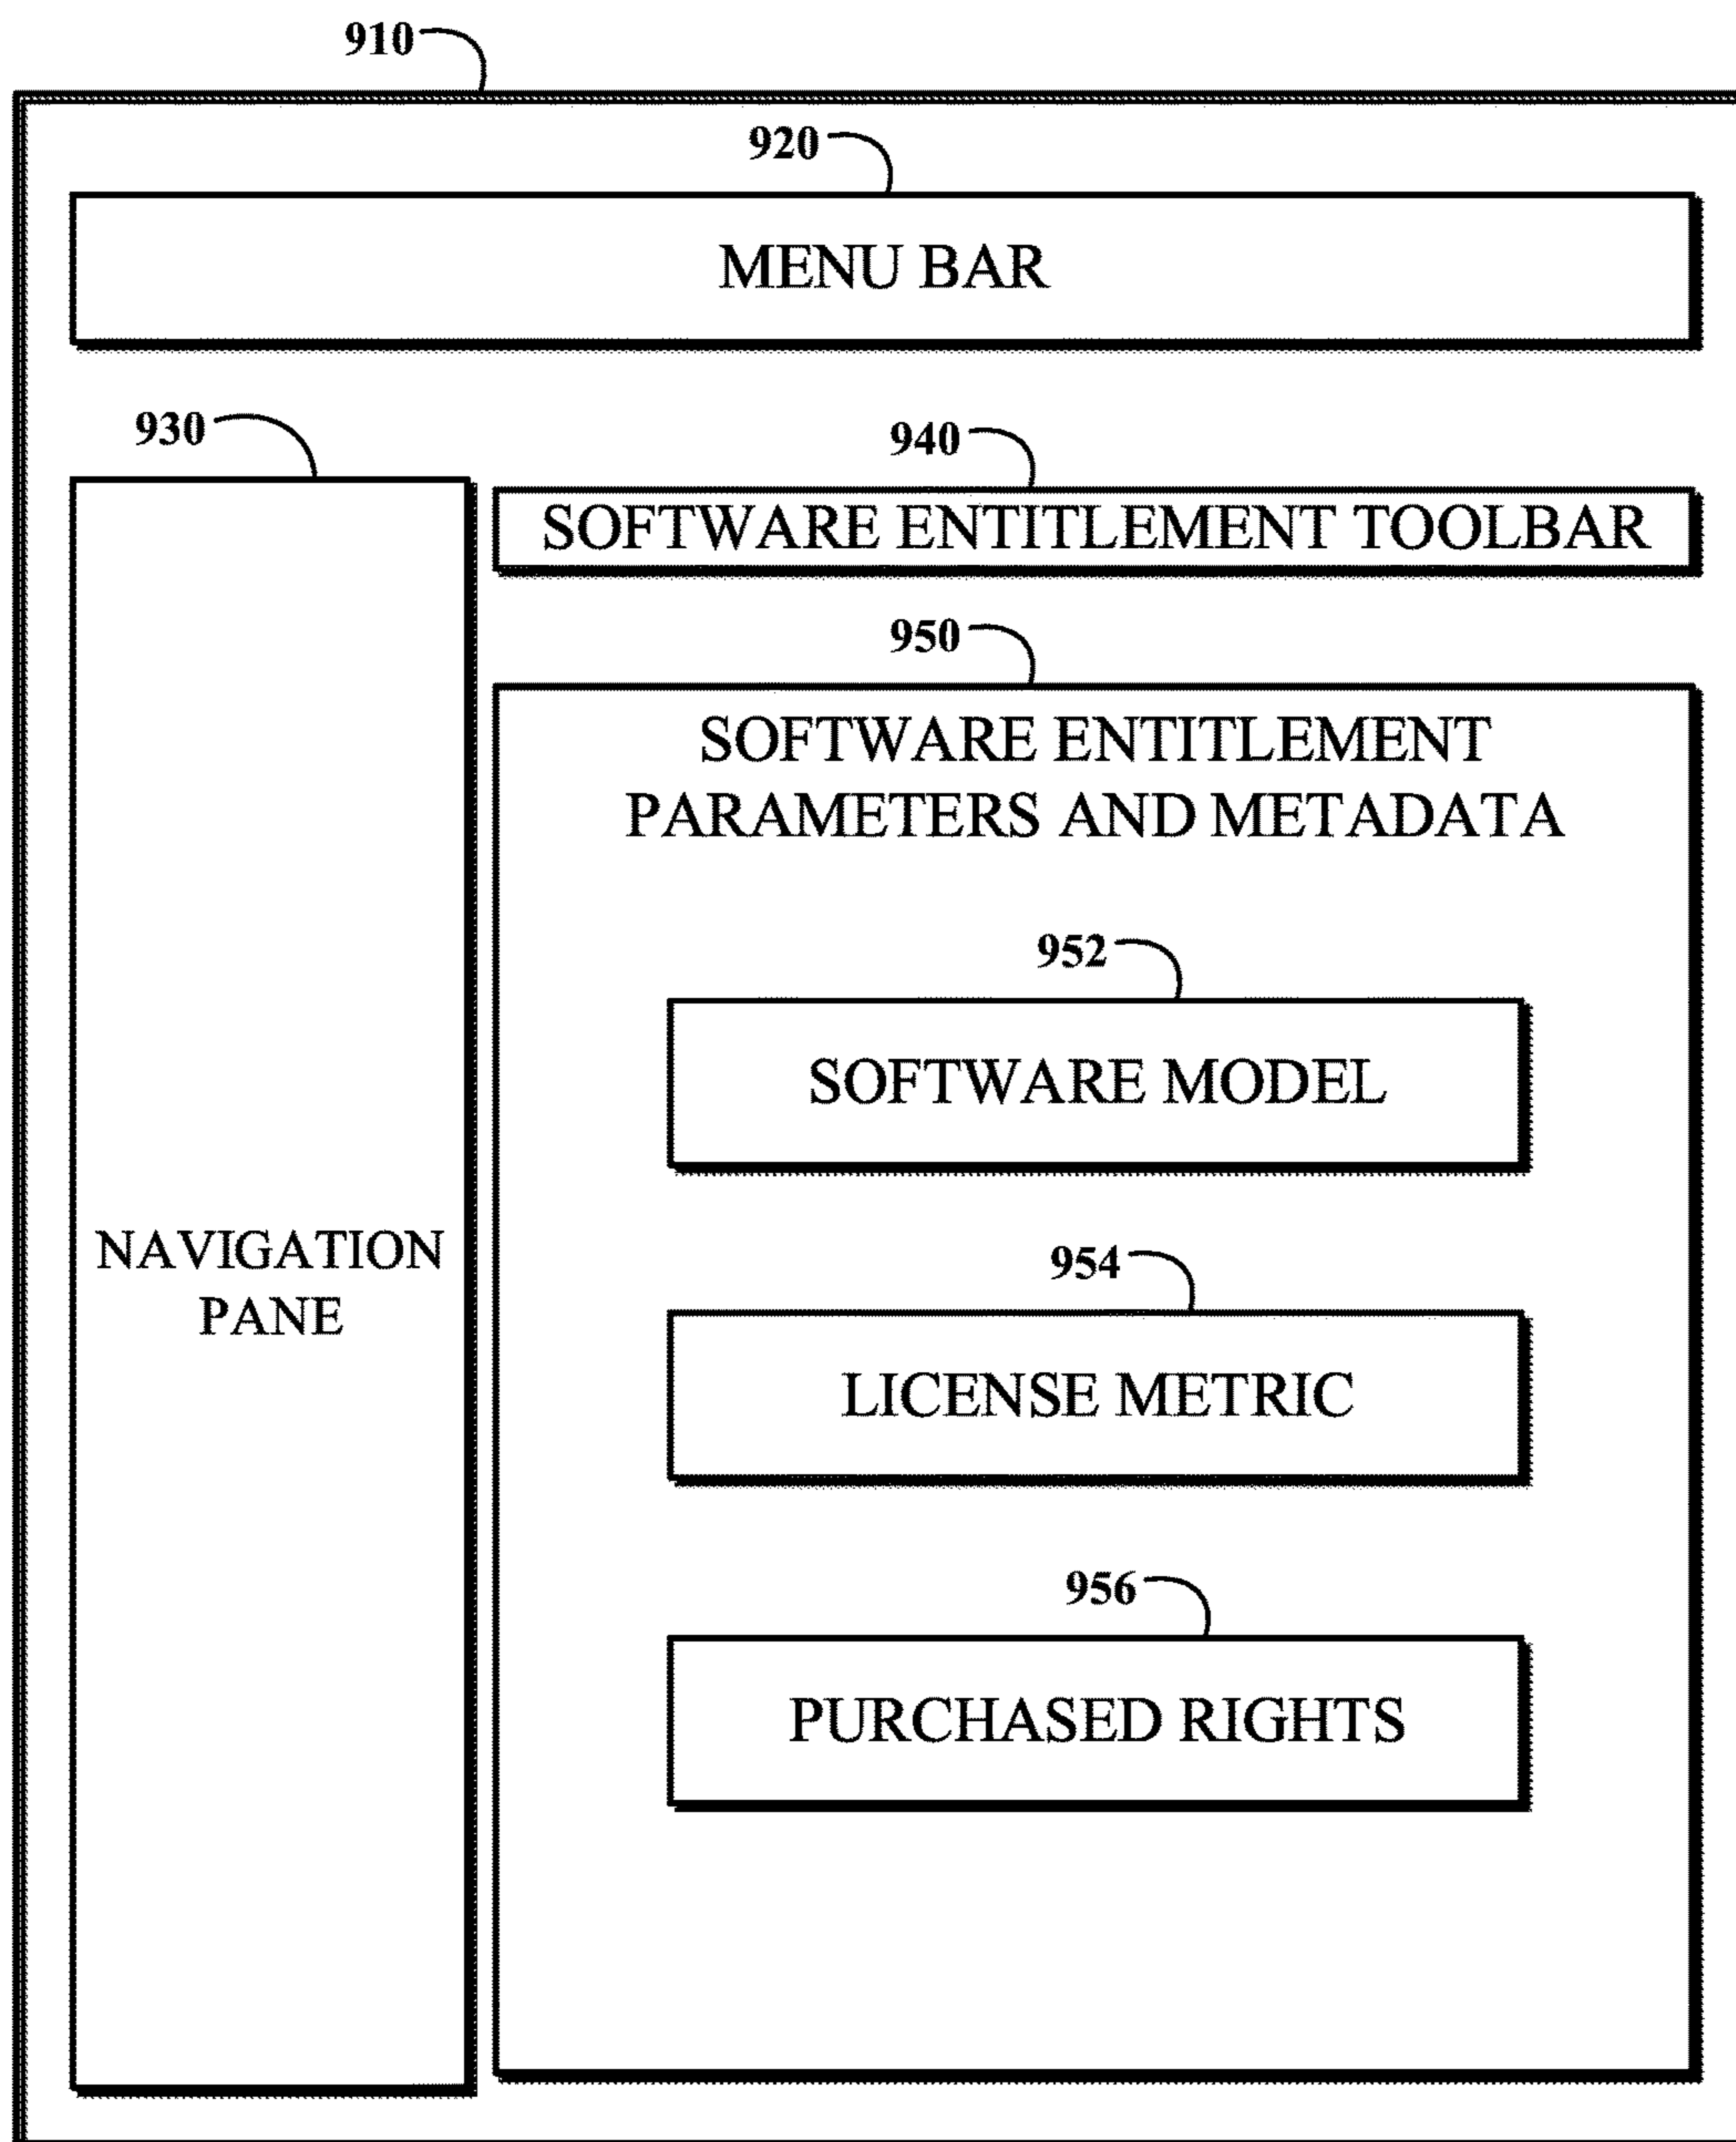 910
920
MENU BAR
930
NAVIGATION
PANE
940
SOFTWARE ENTITLEMENT TOOLBAR
950
SOFTWARE ENTITLEMENT
PARAMETERS AND METADATA
952
SOFTWARE MODEL
954
LICENSE METRIC
956
PURCHASED RIGHTS